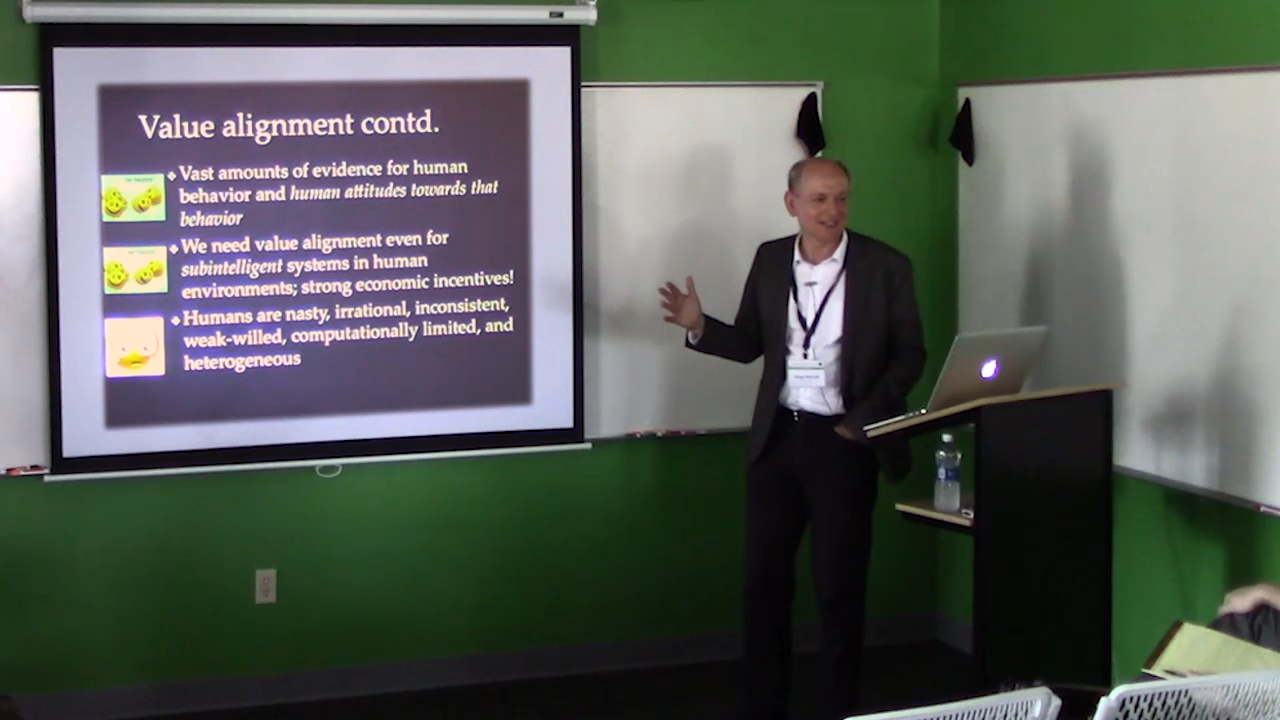 Value alignment contd.
Vast amounts of evidence for human
behavior and human attitudes towards that
behavior
We need value alignment even for
subintelligent systems in human
environments; strong economic incentives!
Humans are nasty, irrational, inconsistent,
weak-willed, computationally limited, and
heterogeneous